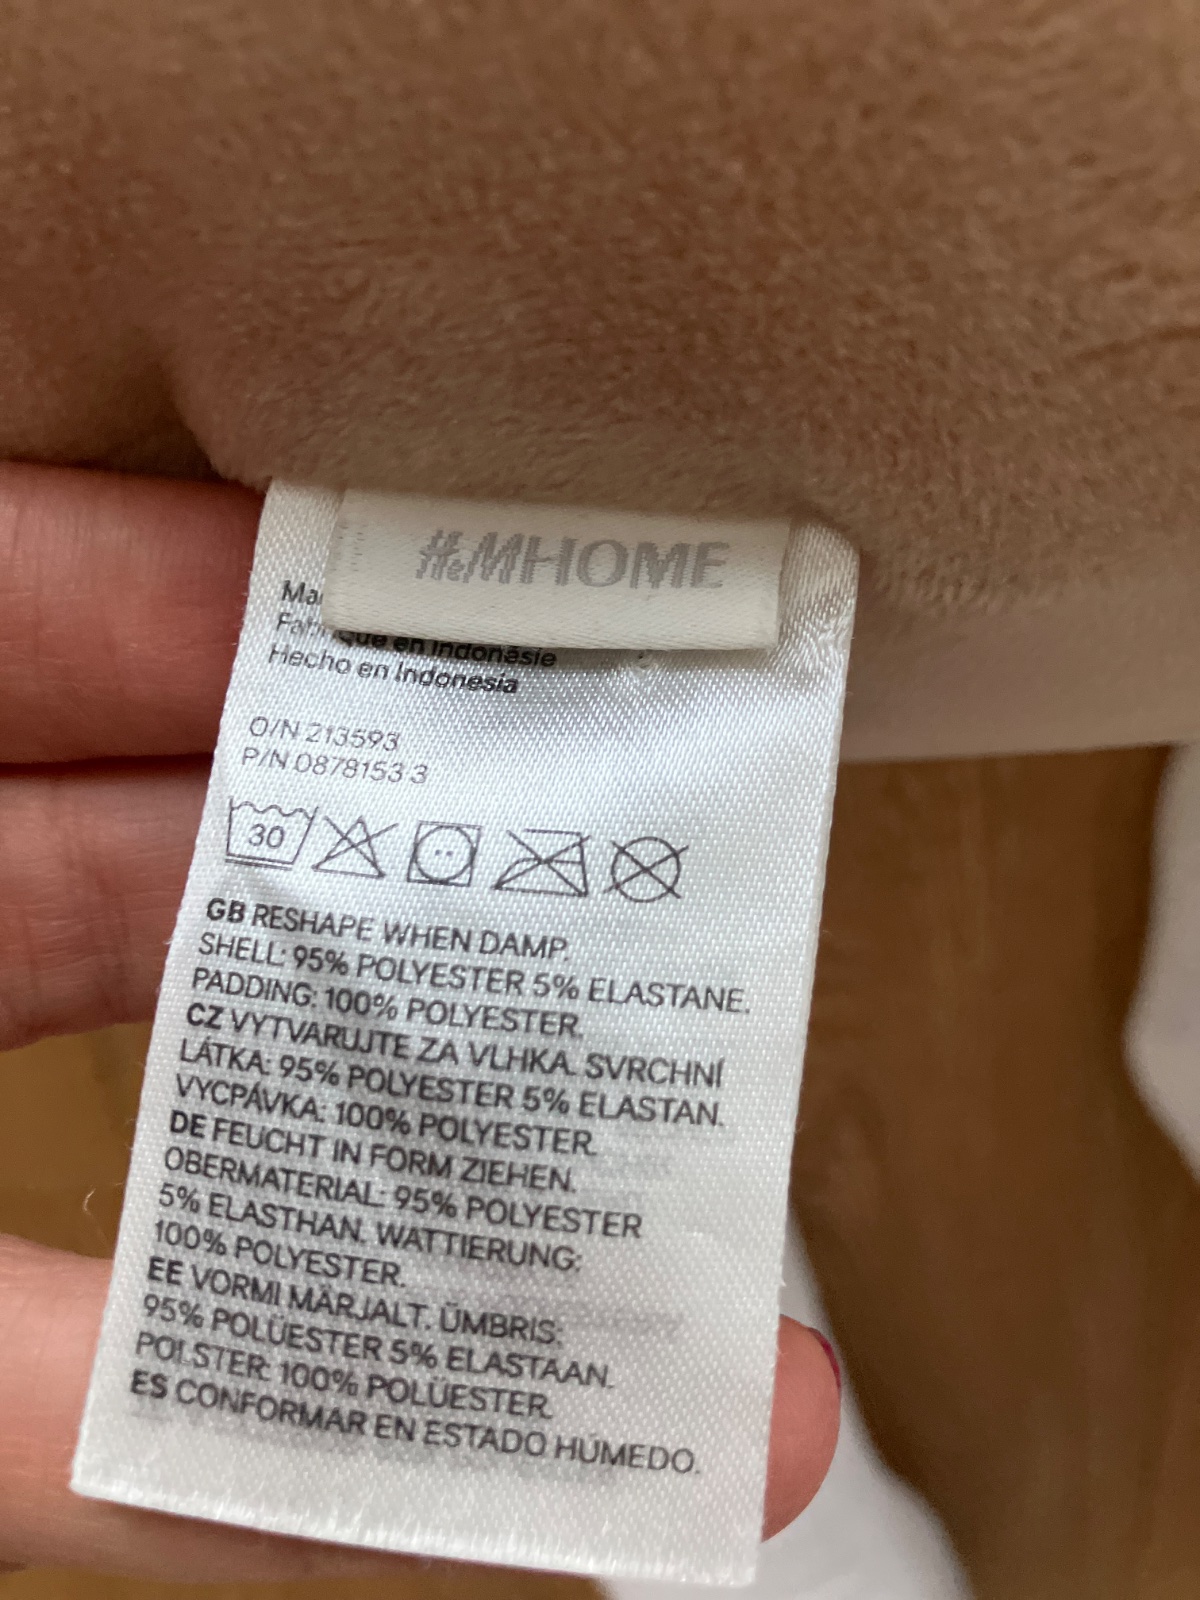 H&M HOME
en Indonésie
Hecho en Indonesia
O/N 213593
P/N 0878153 3
30
GB RESHAPE WHEN DAMP.
SHELL: 95% POLYESTER 5% ELASTANE.
PADDING: 100% POLYESTER.
CZ VYTVARUJTE ZA VLHKA. SVRCHNÍ
LÁTKA: 95% POLYESTER 5% ELASTAN.
VYCPÁVKA: 100% POLYESTER.
DE FEUCHT IN FORM ZIEHEN.
OBERMATERIAL: 95% POLYESTER
5% ELASTHAN. WATTIERUNG:
100% POLYESTER.
EE VORMI MÄRJALT. ÜMBRIS:
95% POLÜESTER 5% ELASTAAN.
POLSTER: 100% POLÜESTER.
ES CONFORMAR EN ESTADO HÚMEDO.